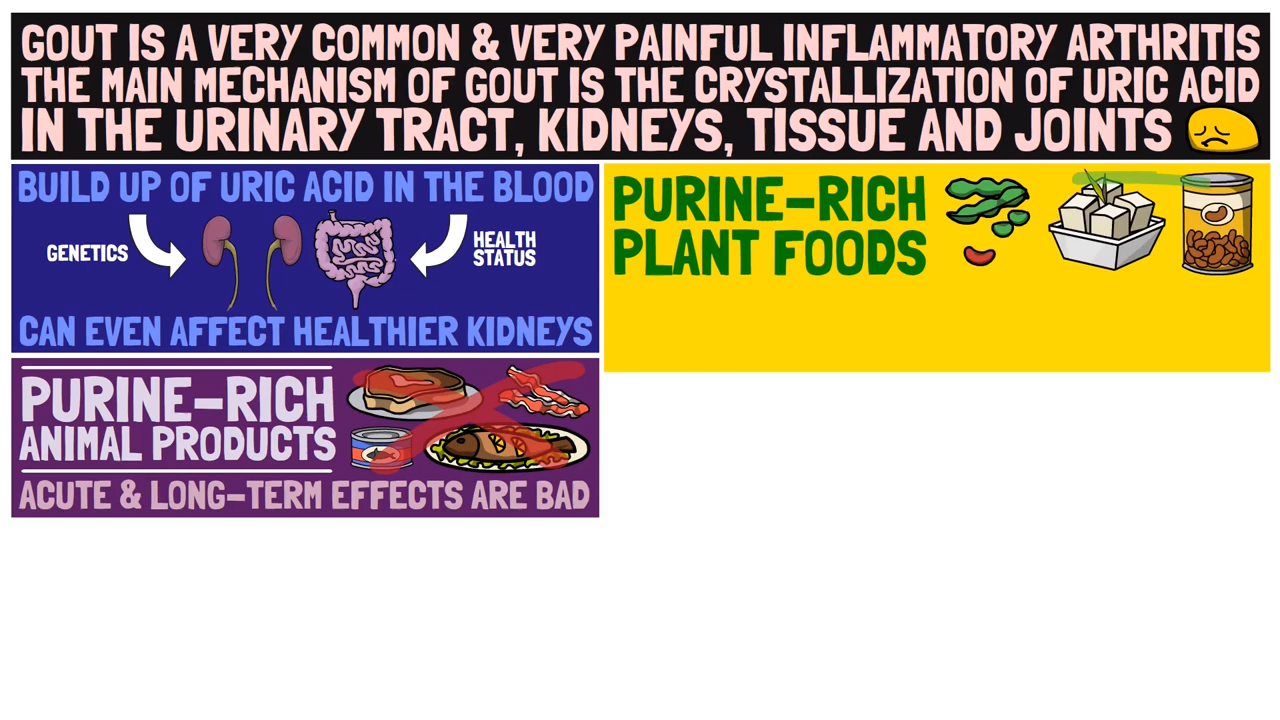 GOUT IS A VERY COMMON & VERY PAINFUL INFLAMMATORY ARTHRITIS
THE MAIN MECHANISM OF GOUT IS THE CRYSTALLIZATION OF URIC ACID
IN THE URINARY TRACT, KIDNEYS, TISSUE AND JOINTS
BUILD UP OF URIC ACID IN THE BLOOD
GENETICS
HEALTH
STATUS
CAN EVEN AFFECT HEALTHIER KIDNEYS
PURINE-RICH
ANIMAL PRODUCTS
ACUTE & LONG-TERM EFFECTS ARE BAD
PURINE-RICH
PLANT FOODS